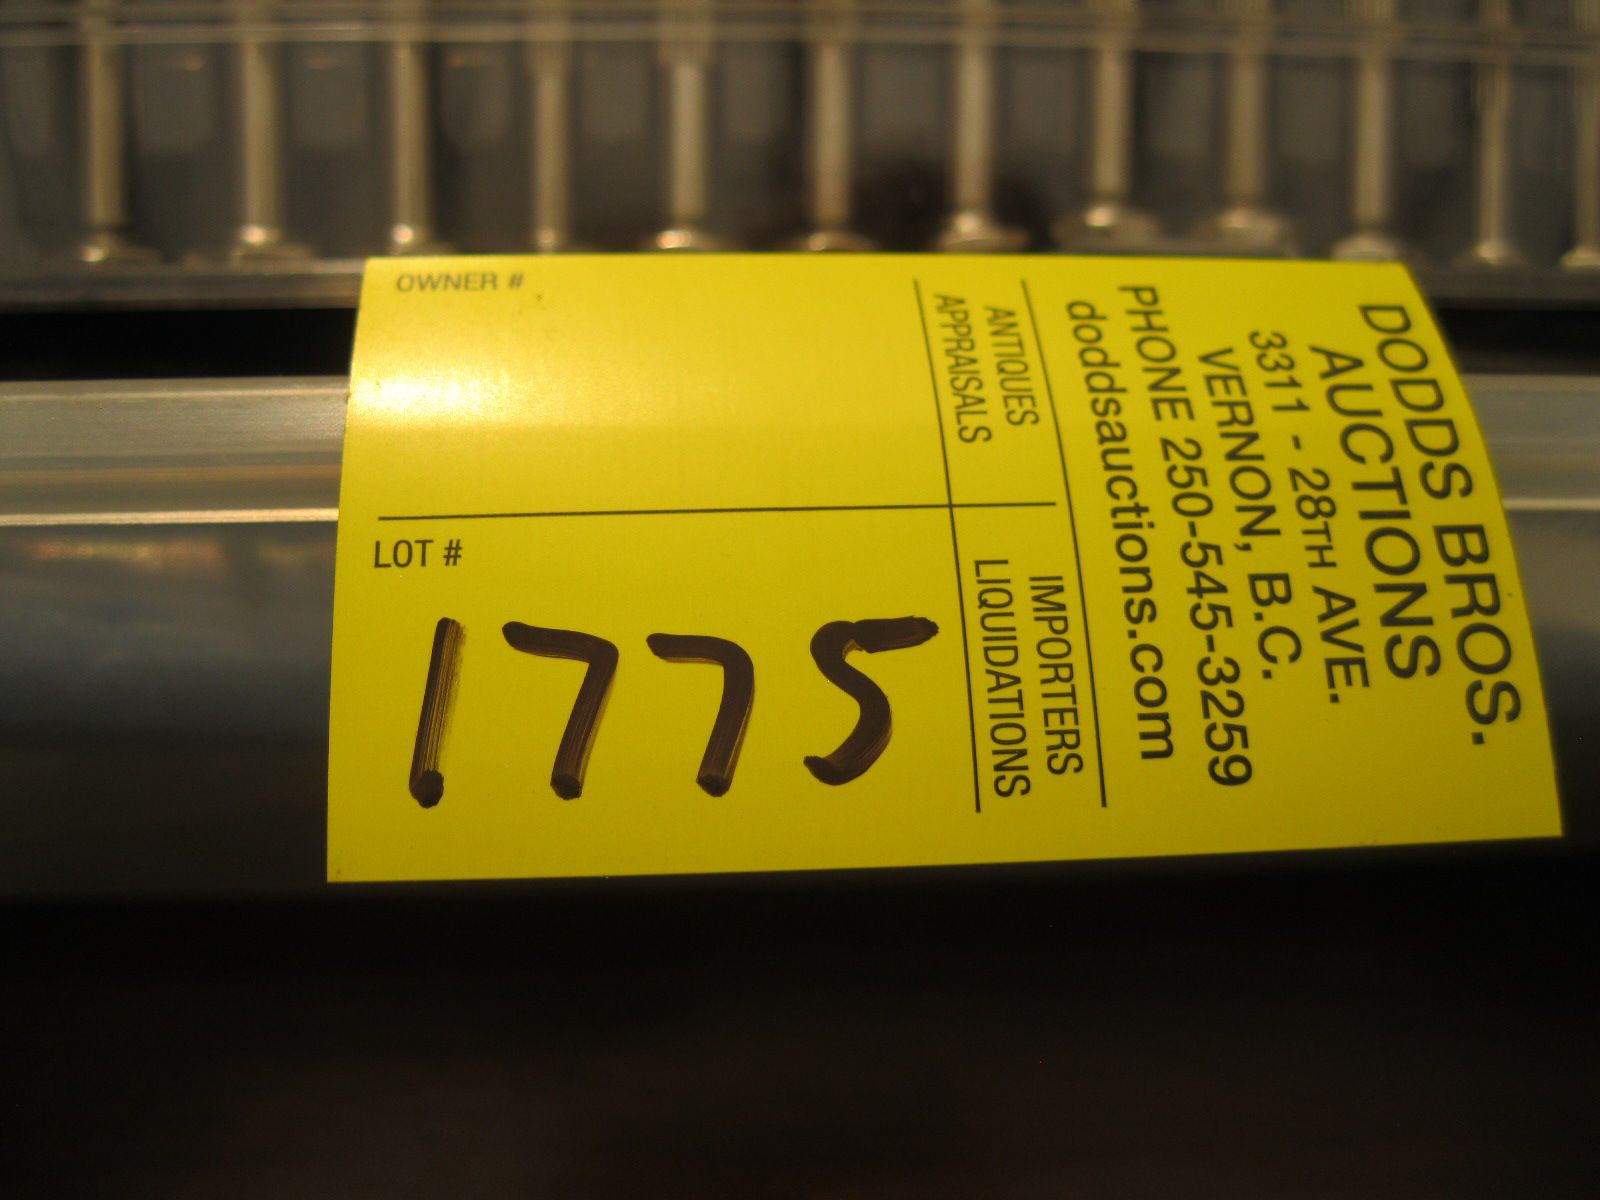 OWNER #
LOT #
1775
DODDS BROS.
AUCTIONS
3311 - 28TH AVE.
VERNON, B.C.
PHONE 250-545-3259
doddsauctions.com
ANTIQUES
APPRAISALS
IMPORTERS
LIQUIDATIONS